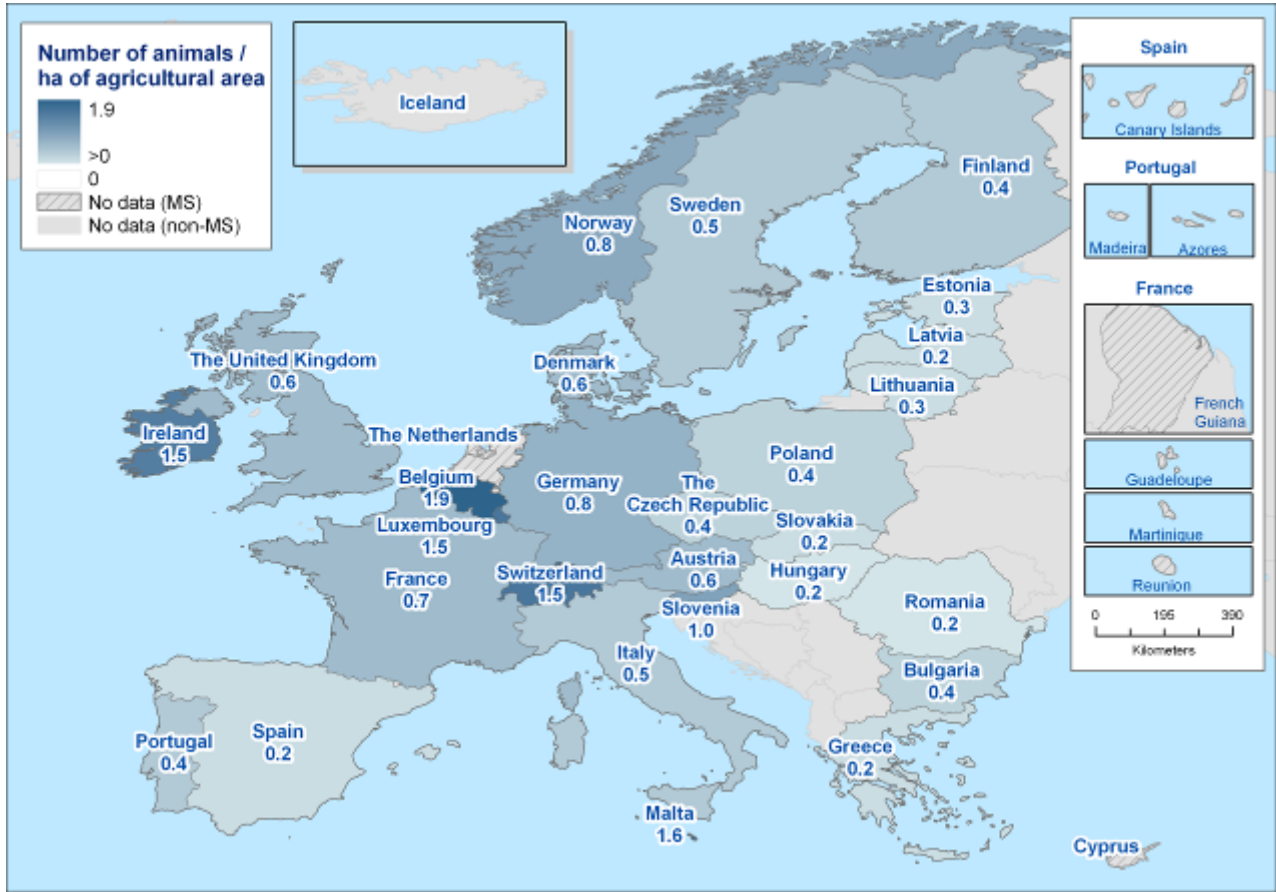 Number of animals /
ha of agricultural area
1.9
>0
0
No data (MS)
No data (non-MS)
Iceland
Norway
0.8
Sweden
0.5
Finland
0.4
Estonia
0.3
Latvia
0.2
Lithuania
0.3
The United Kingdom
0.6
Denmark
0.6
Ireland
1.5
The Netherlands
Belgium
1.9
Luxembourg
1.5
Germany
0.8
Poland
0.4
The
Czech Republic
0.4
Slovakia
0.2
Austria
0.6
Hungary
0.2
France
0.7
Switzerland
1.5
Slovenia
1.0
Romania
0.2
Italy
0.5
Bulgaria
0.4
Portugal
0.4
Spain
0.2
Greece
0.2
Malta
1.6
Cyprus
Spain
Canary Islands
Portugal
Madeira
Azores
France
French
Guiana
Guadeloupe
Martinique
Reunion
0 195 390
Kilometers